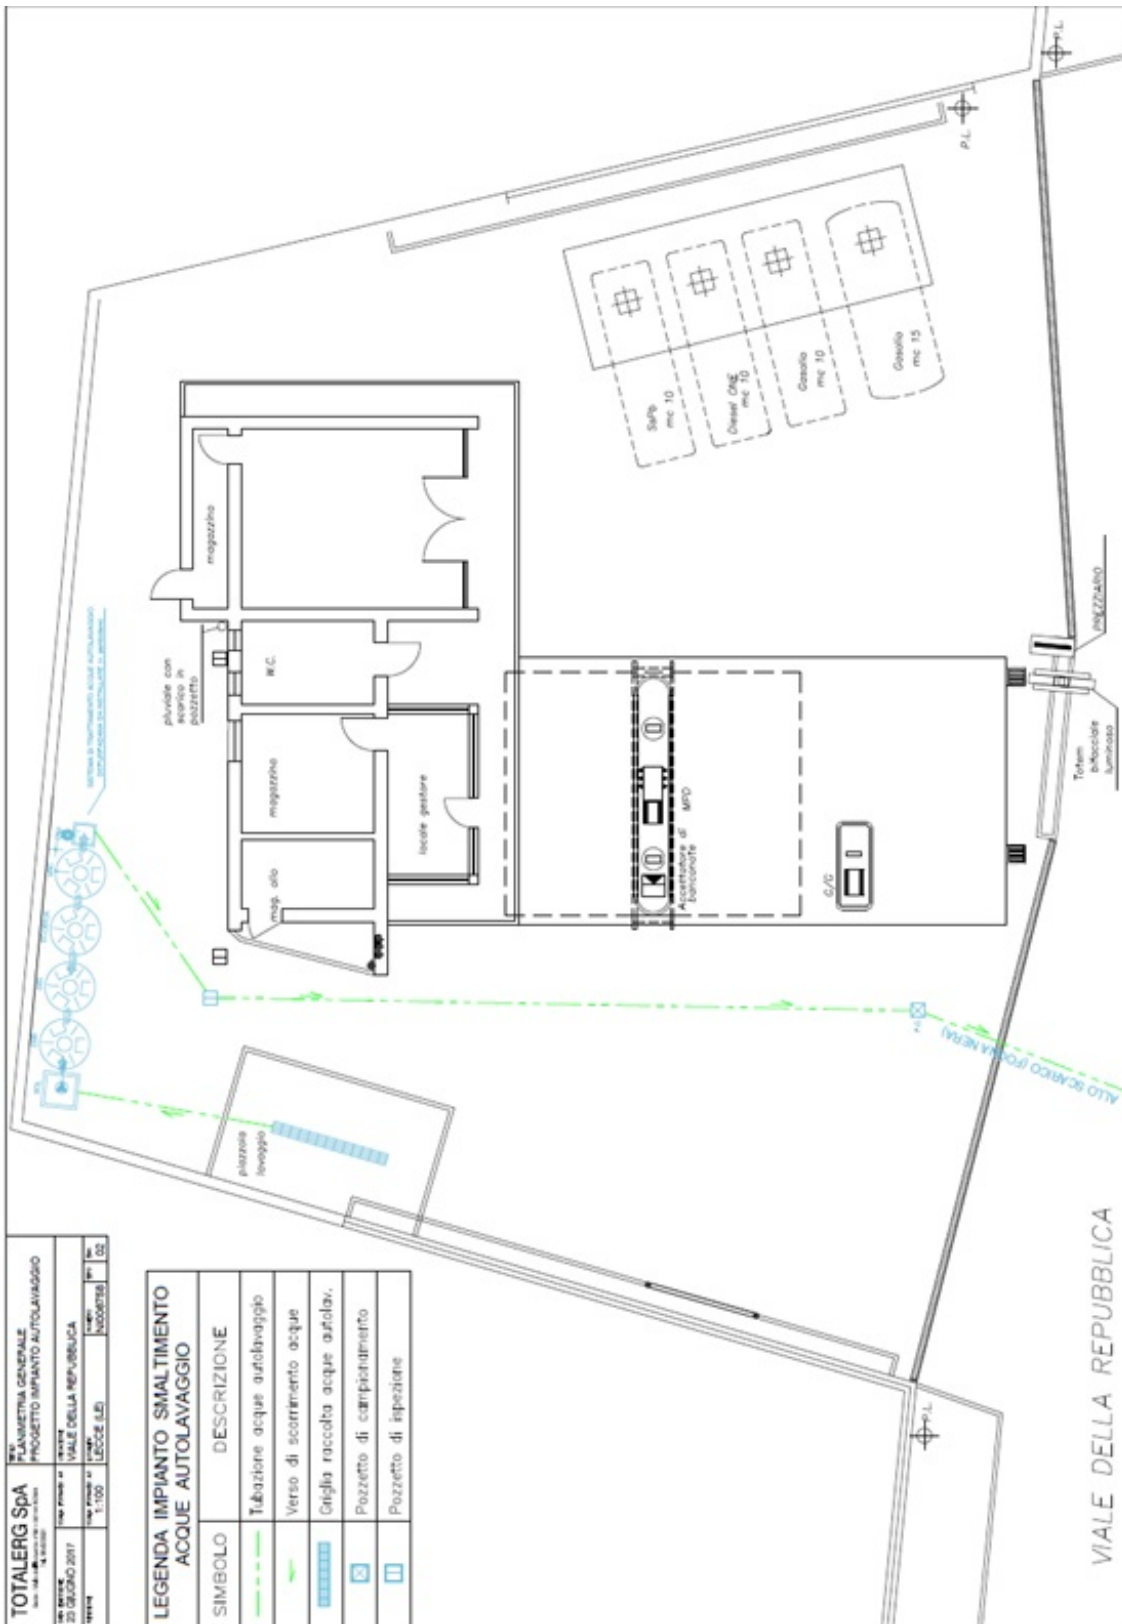 TOTALERG SpA
PLANIMETRIA GENERALE
PROGETTO IMPIANTO AUTOLAVAGGIO
23 GIUGNO 2017
VIALE DELLA REPUBBLICA
1:100
LECCE (LE)
02
LEGENDA IMPIANTO SMALTIMENTO
ACQUE AUTOLAVAGGIO
SIMBOLO
DESCRIZIONE
Tubazione acque autolavaggio
Verso di scorrimento acque
Griglia raccolta acque autolav.
Pozzetto di campionamento
Pozzetto di ispezione
piazzola
lavaggio
pluviale con
scarico in
pozzetto
magazzino
W.C.
magazzino
mag. olio
locale gestore
Accettatore di
banconote
MPD
G/G
SsPb
mc 10
Diesel ONE
mc 10
Gasolio
mc 10
Gasolio
mc 15
P.L.
P.L.
P.L.
PREZZIARIO
Totem
bifacciale
luminoso
ALLO SCARICO (FOGNA NERA)
VIALE DELLA REPUBBLICA